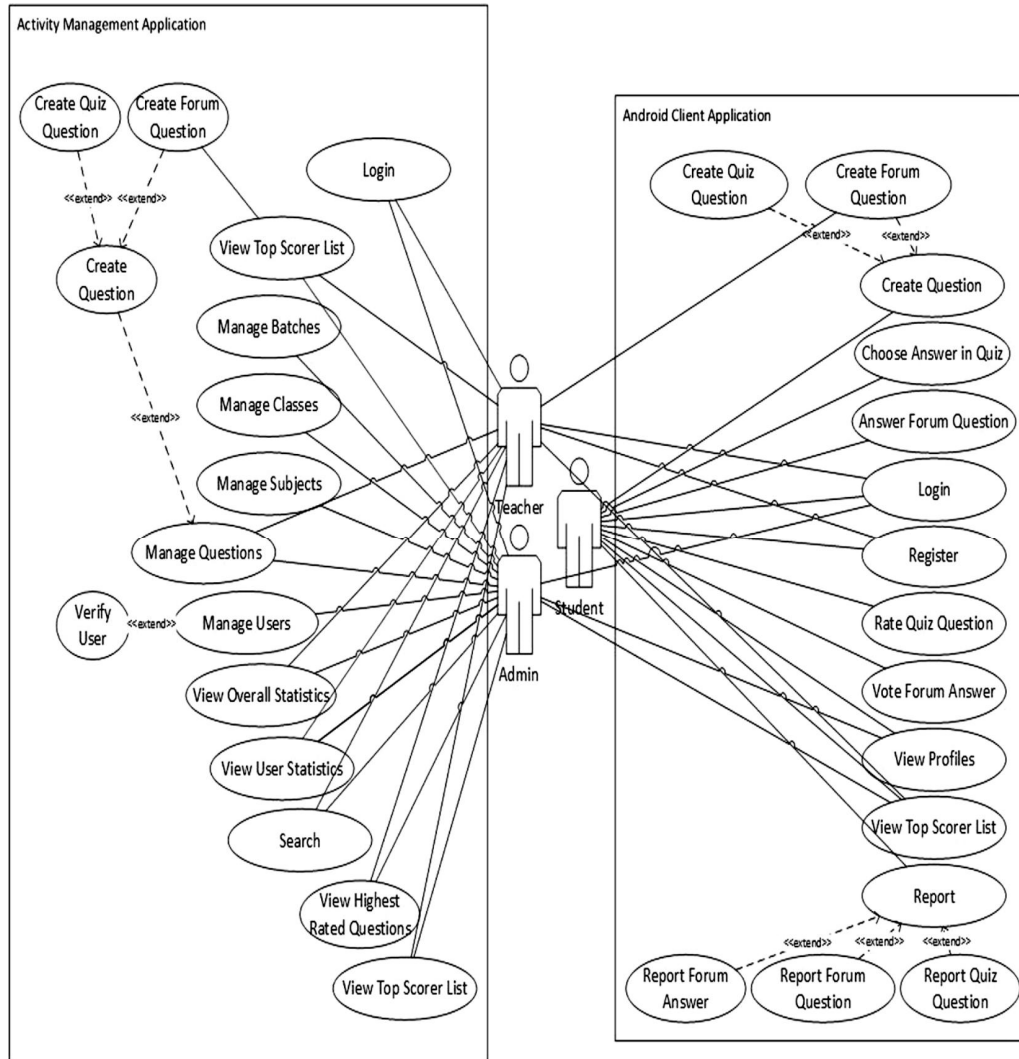 Activity Management Application
Create Quiz
Question
Create Forum
Question
Login
<<extend>>
<<extend>>
View Top Scorer List
Create
Question
Manage Batches
<<extend>>
Manage Classes
Manage Subjects
Manage Questions
Verify
User
<<extend>>
Manage Users
View Overall Statistics
View User Statistics
Search
View Highest
Rated Questions
View Top Scorer List
Teacher
Student
Admin
Android Client Application
Create Quiz
Question
Create Forum
Question
<<extend>>
<<extend>>
Create Question
Choose Answer in Quiz
Answer Forum Question
Login
Register
Rate Quiz Question
Vote Forum Answer
View Profiles
View Top Scorer List
Report
<<extend>>
<<extend>>
<<extend>>
Report Forum
Answer
Report Forum
Question
Report Quiz
Question